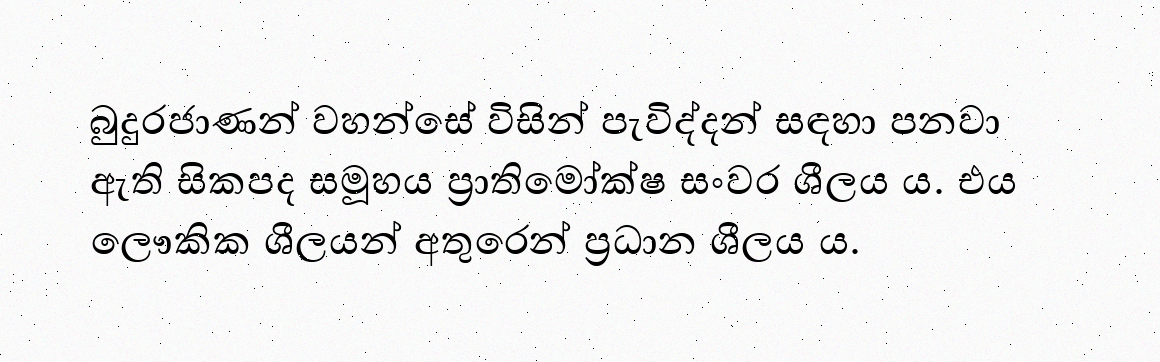 බුදුරජාණන් වහන්සේ විසින් පැවිද්දන් සඳහා පනවා
ඇති සිකපද සමූහය ප්‍රාතිමෝක්ෂ සංවර ශීලය ය. එය
ලෞකික ශීලයන් අතුරෙන් ප්‍රධාන ශීලය ය.